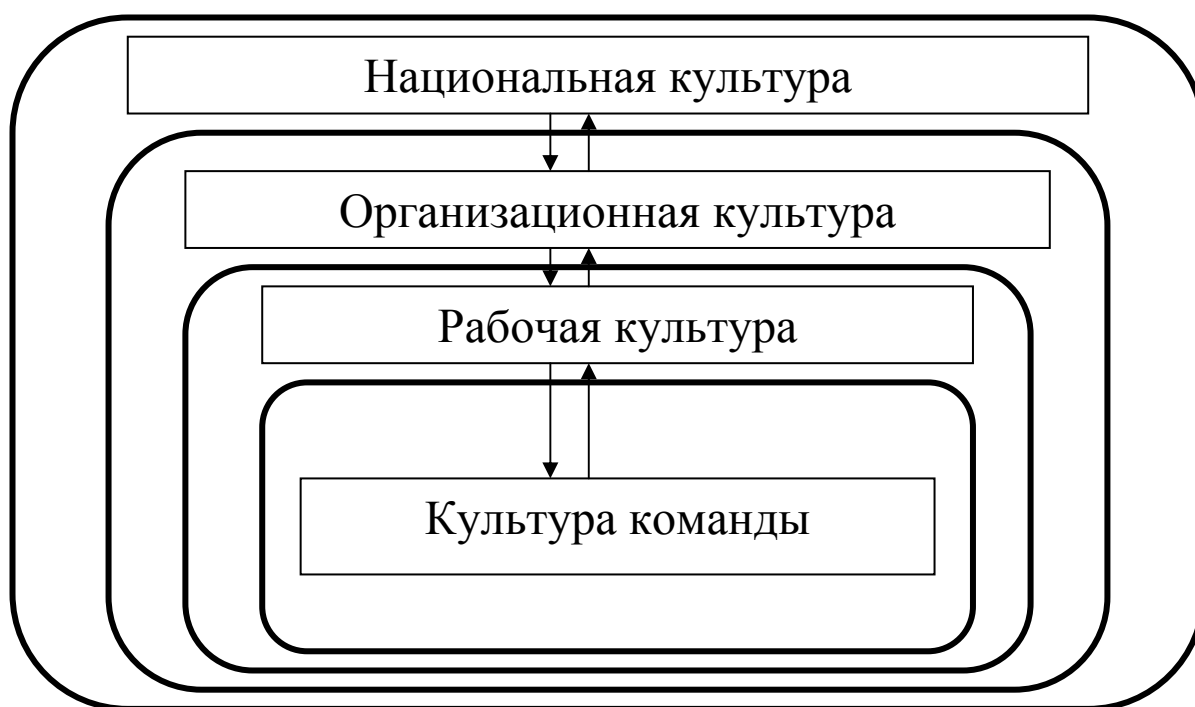 Национальная культура
Организационная культура
Рабочая культура
Культура команды